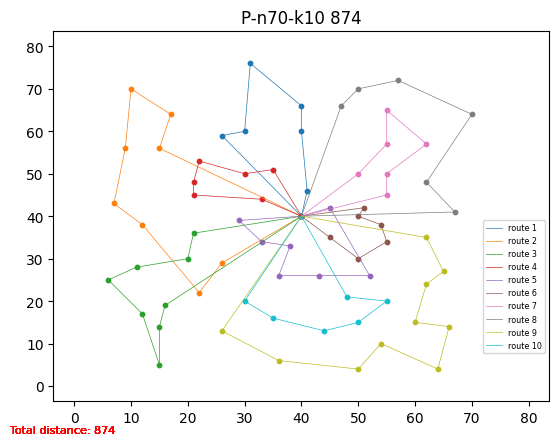 P-n70-k10 874
80
70
60
50
40
30
20
10
0
0 10 20 30 40 50 60 70 80
route 1
route 2
route 3
route 4
route 5
route 6
route 7
route 8
route 9
route 10
Total distance: 874